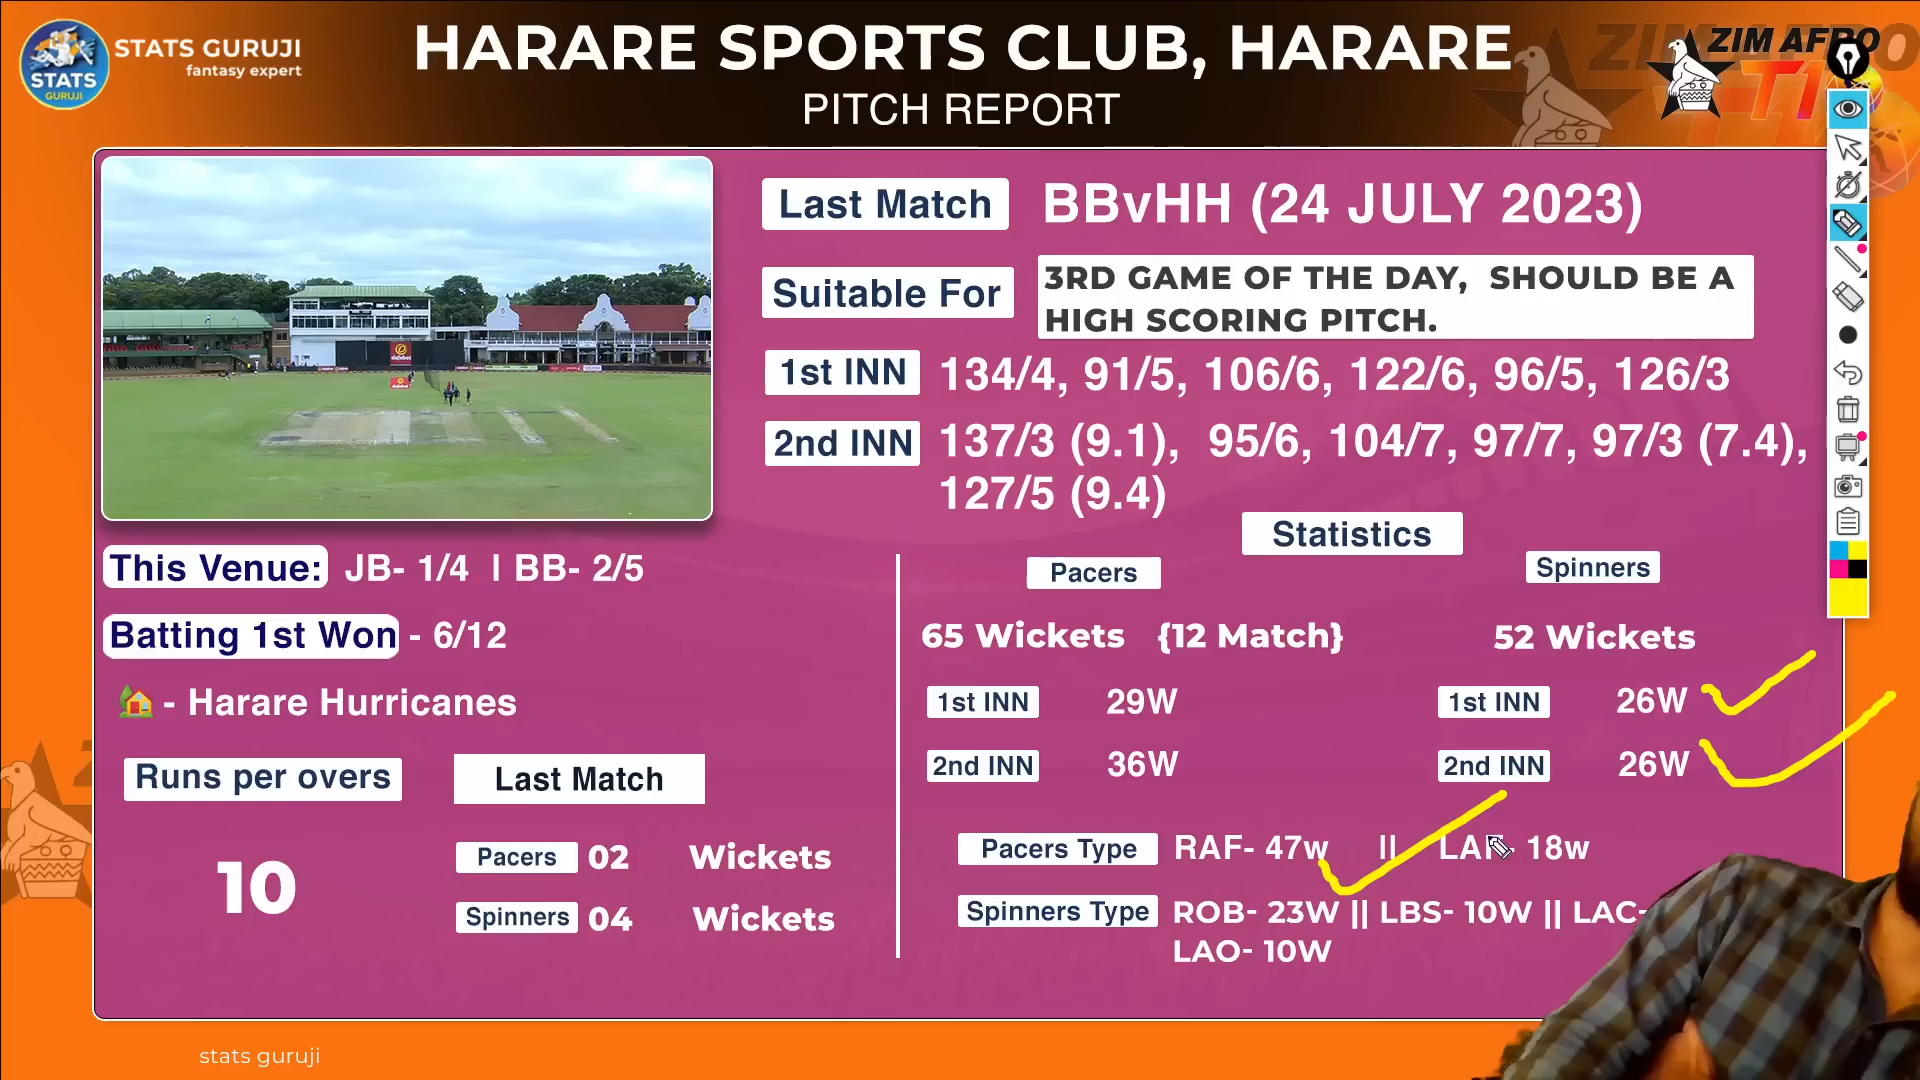 STATS GURUJI
fantasy expert
STATS
GURUJI
HARARE SPORTS CLUB, HARARE
PITCH REPORT
ZIM AFRO
Last Match BBvHH (24 JULY 2023)
Suitable For 3RD GAME OF THE DAY, SHOULD BE A
HIGH SCORING PITCH.
1st INN 134/4, 91/5, 106/6, 122/6, 96/5, 126/3
2nd INN 137/3 (9.1), 95/6, 104/7, 97/7, 97/3 (7.4),
127/5 (9.4)
This Venue: JB- 1/4 | BB- 2/5
Batting 1st Won - 6/12
- Harare Hurricanes
Runs per overs
10
Last Match
Pacers 02 Wickets
Spinners 04 Wickets
Statistics
Pacers Spinners
65 Wickets {12 Match} 52 Wickets
1st INN 29W 1st INN 26W
2nd INN 36W 2nd INN 26W
Pacers Type RAF- 47w || LAF- 18w
Spinners Type ROB- 23W || LBS- 10W || LAC-
LAO- 10W
stats guruji